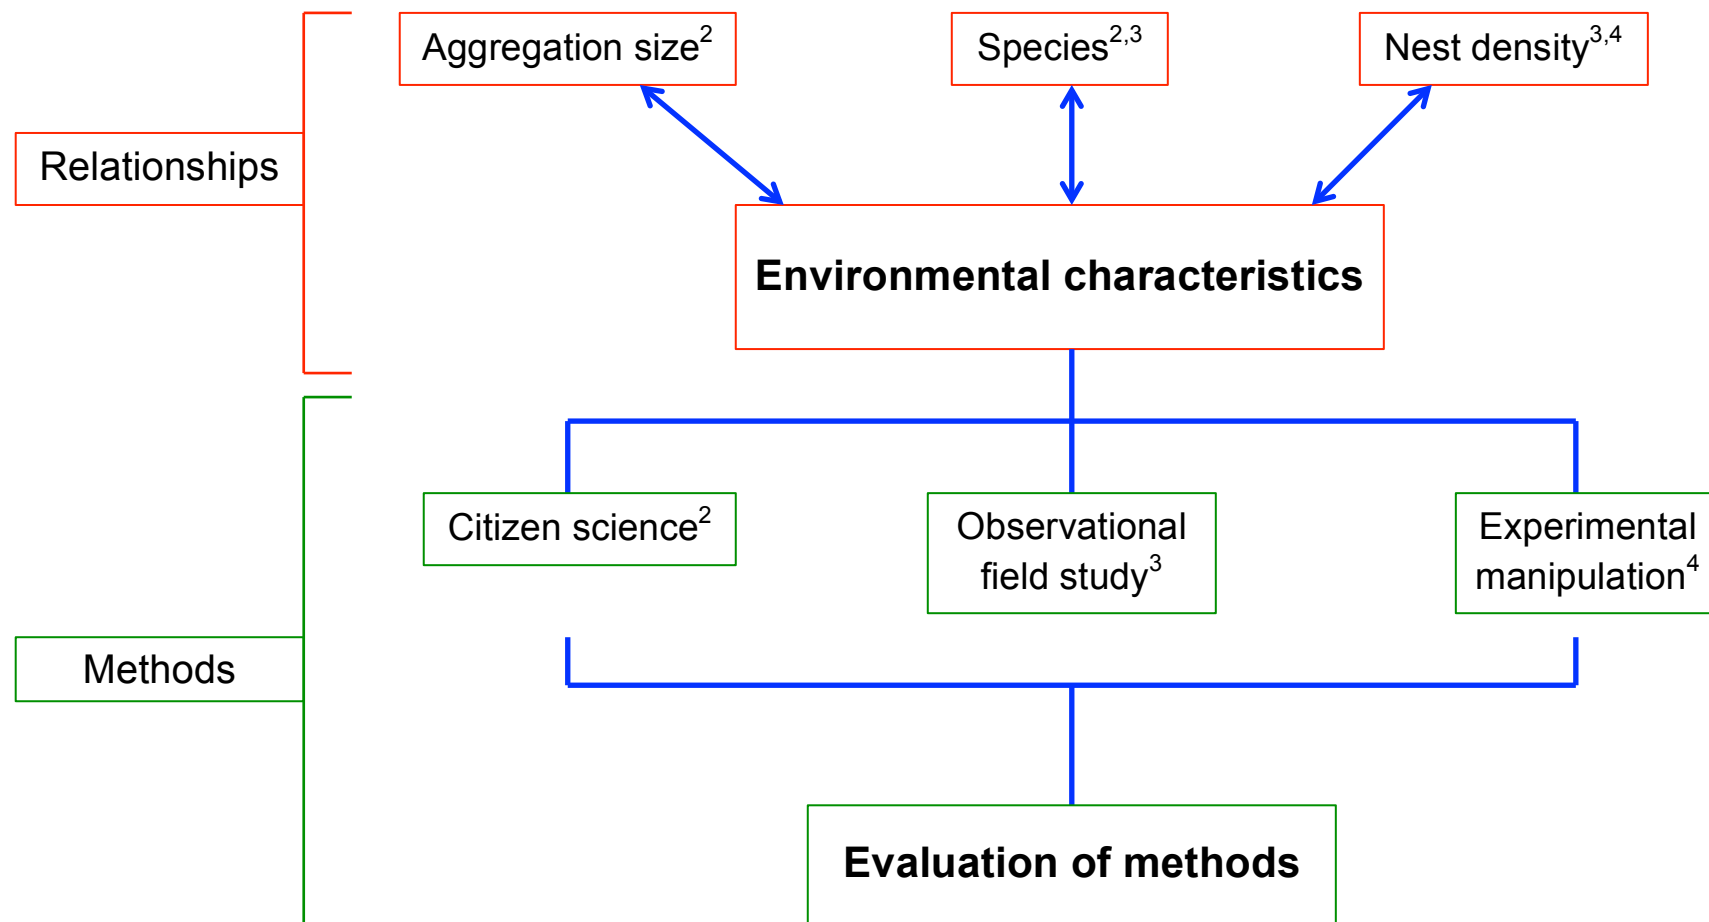 Aggregation size²
Species²,³
Nest density³,⁴
Relationships
Environmental characteristics
Citizen science²
Observational
field study³
Experimental
manipulation⁴
Methods
Evaluation of methods